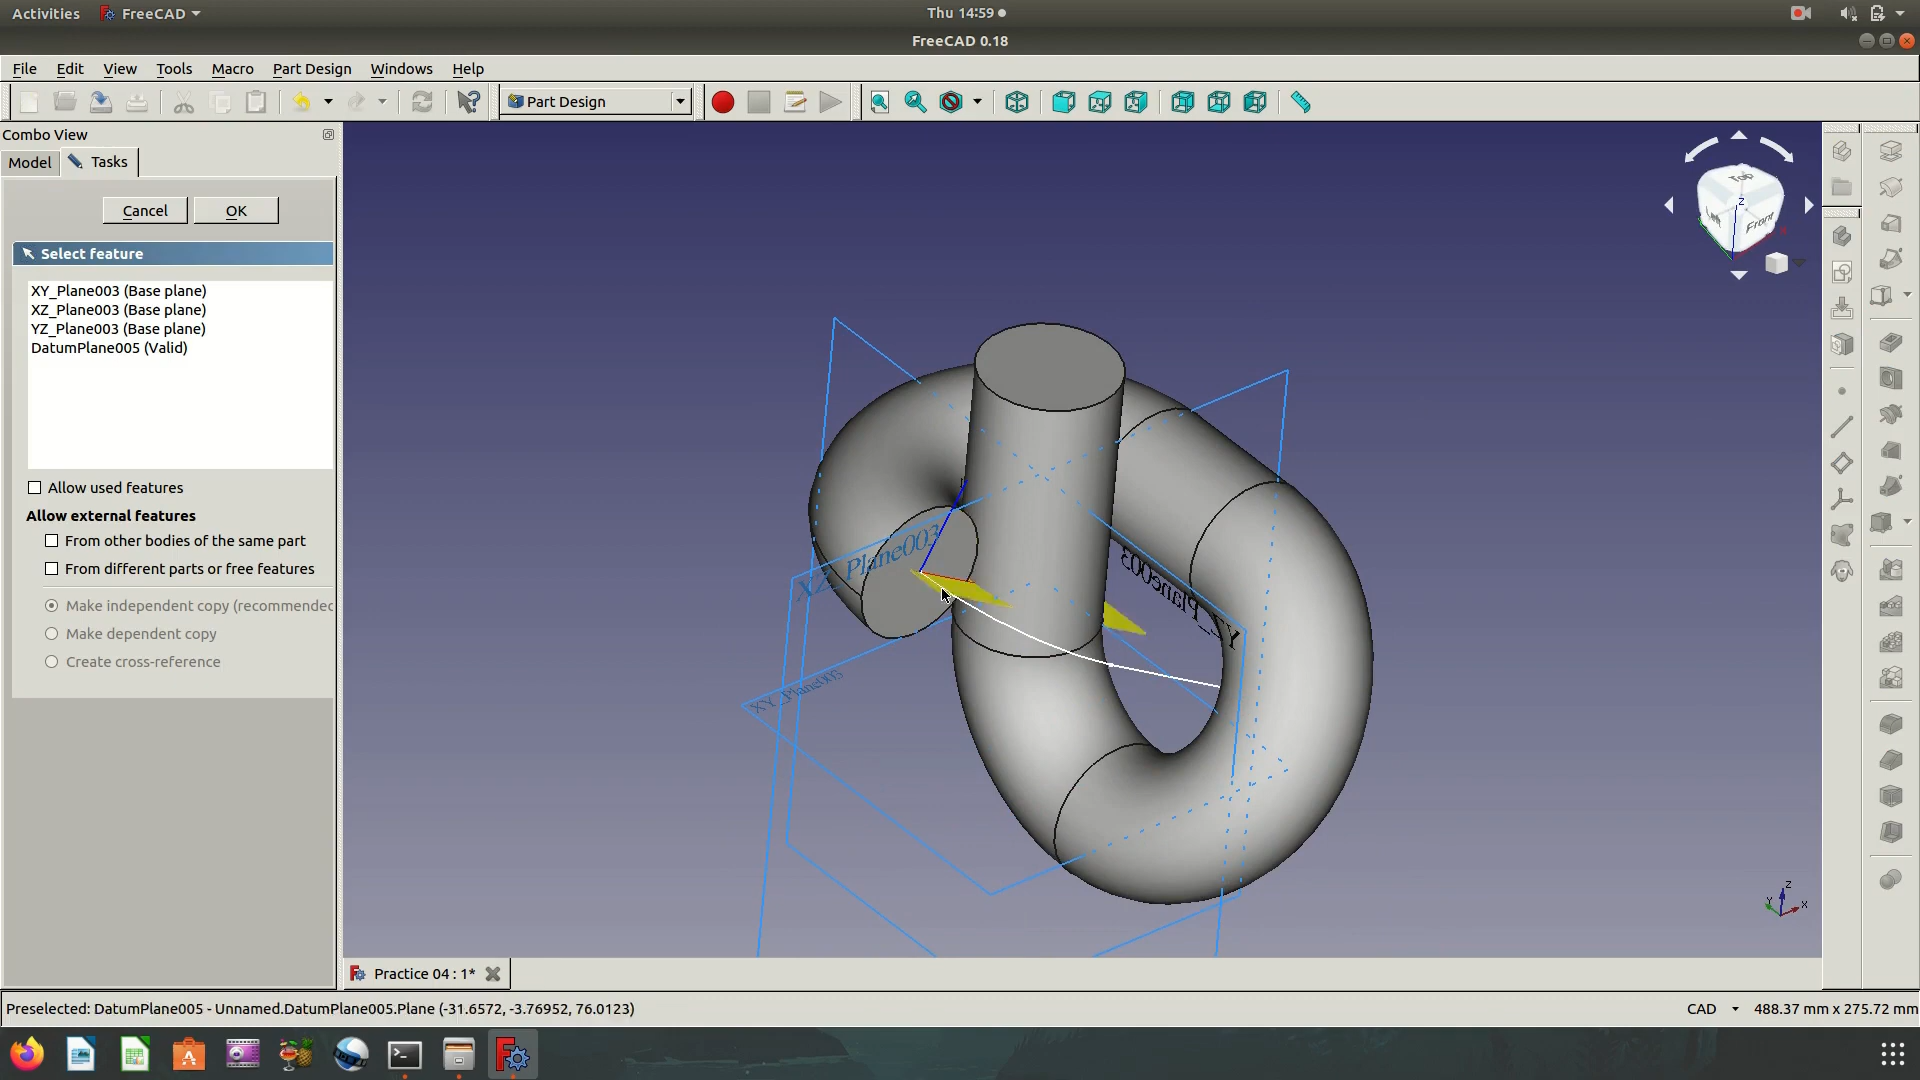 Activities FreeCAD Thu 14:59
FreeCAD 0.18
File Edit View Tools Macro Part Design Windows Help
Part Design
Combo View
Model Tasks
Cancel OK
Select feature
XY_Plane003 (Base plane)
XZ_Plane003 (Base plane)
YZ_Plane003 (Base plane)
DatumPlane005 (Valid)
Allow used features
Allow external features
From other bodies of the same part
From different parts or free features
Make independent copy (recommended
Make dependent copy
Create cross-reference
Top
Front
Z
XZ_Plane003
XY_Plane003
Z
Y
X
Practice 04 : 1*
Preselected: DatumPlane005 - Unnamed.DatumPlane005.Plane (-31.6572, -3.76952, 76.0123)
CAD 488.37 mm x 275.72 mm